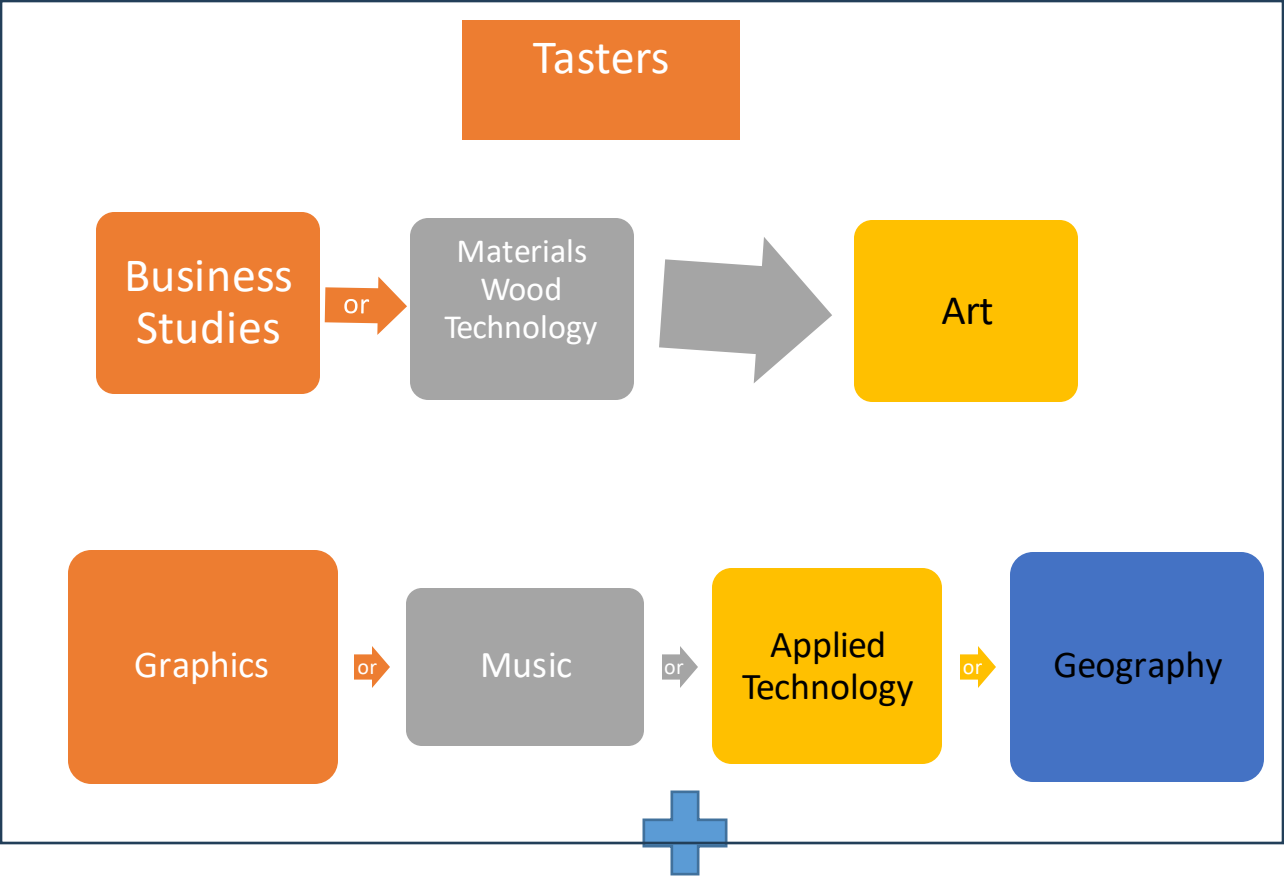 Tasters
Business
Studies
or
Materials
Wood
Technology
Art
Graphics
or
Music
or
Applied
Technology
or
Geography